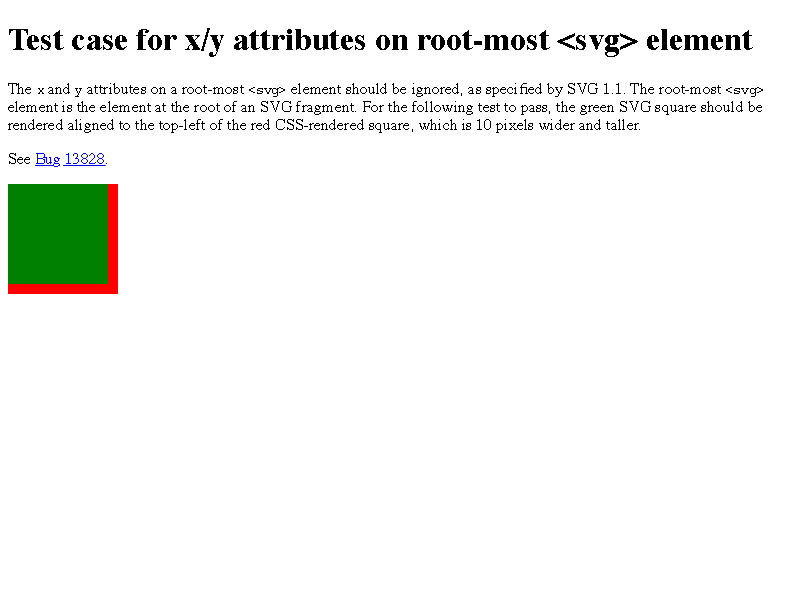 Test case for x/y attributes on root-most <svg> element
The x and y attributes on a root-most <svg> element should be ignored, as specified by SVG 1.1. The root-most <svg>
element is the element at the root of an SVG fragment. For the following test to pass, the green SVG square should be
rendered aligned to the top-left of the red CSS-rendered square, which is 10 pixels wider and taller.
See Bug 13828.